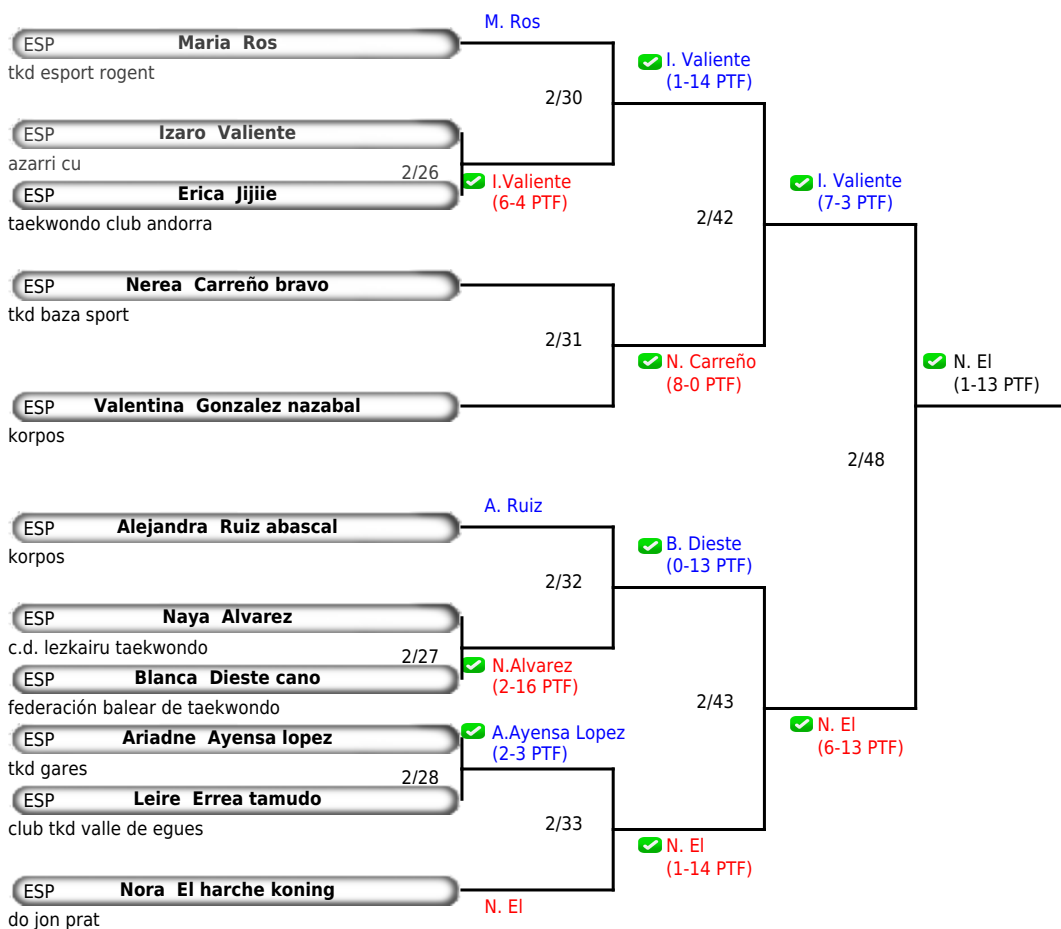 M. Ros
ESP Maria Ros
tkd esport rogent
I. Valiente
(1-14 PTF)
2/30
ESP Izaro Valiente
azarri cu
2/26
ESP Erica Jijiie
I.Valiente
(6-4 PTF)
taekwondo club andorra
I. Valiente
(7-3 PTF)
2/42
ESP Nerea Carreño bravo
tkd baza sport
2/31
N. Carreño
(8-0 PTF)
N. El
(1-13 PTF)
ESP Valentina Gonzalez nazabal
korpos
2/48
A. Ruiz
ESP Alejandra Ruiz abascal
korpos
B. Dieste
(0-13 PTF)
2/32
ESP Naya Alvarez
c.d. lezkairu taekwondo
2/27
ESP Blanca Dieste cano
N.Alvarez
(2-16 PTF)
federación balear de taekwondo
2/43
ESP Ariadne Ayensa lopez
A.Ayensa Lopez
(2-3 PTF)
N. El
(6-13 PTF)
tkd gares
2/28
ESP Leire Errea tamudo
club tkd valle de egues
2/33
N. El
(1-14 PTF)
ESP Nora El harche koning
N. El
do jon prat